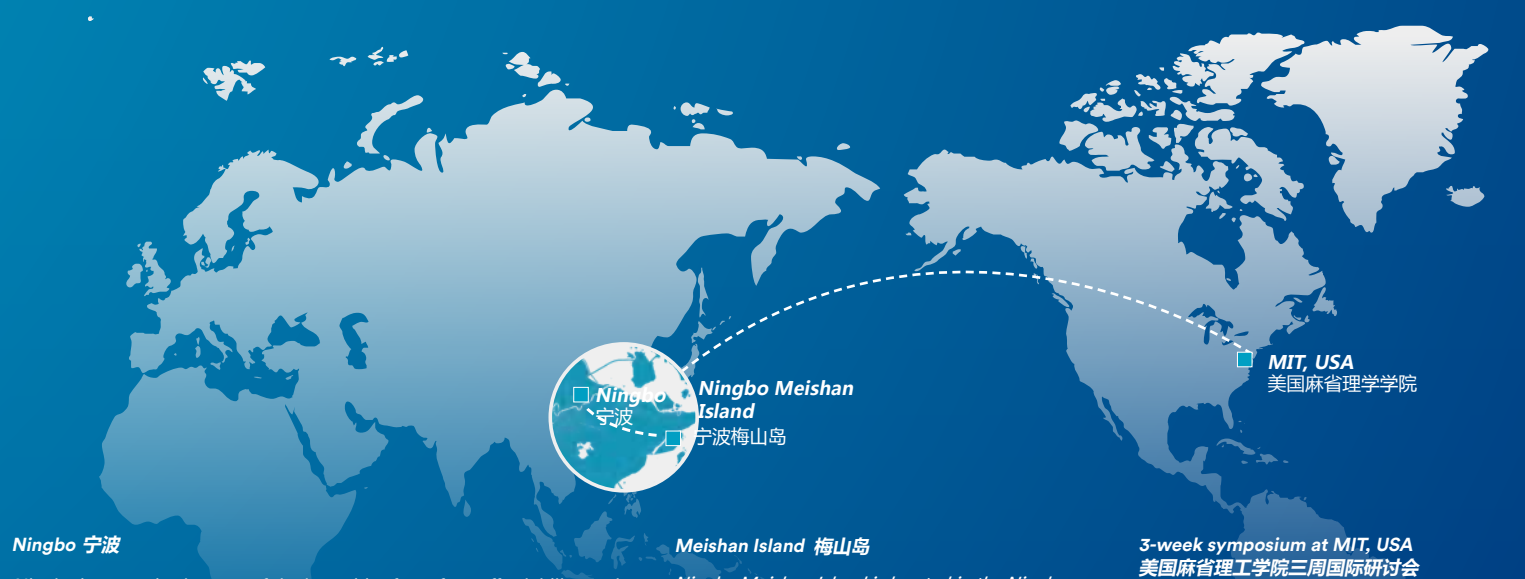 MIT, USA
美国麻省理学学院
Ningbo
宁波
Ningbo Meishan
Island
宁波梅山岛
Ningbo 宁波
Meishan Island 梅山岛
3-week symposium at MIT, USA
美国麻省理工学院三周国际研讨会